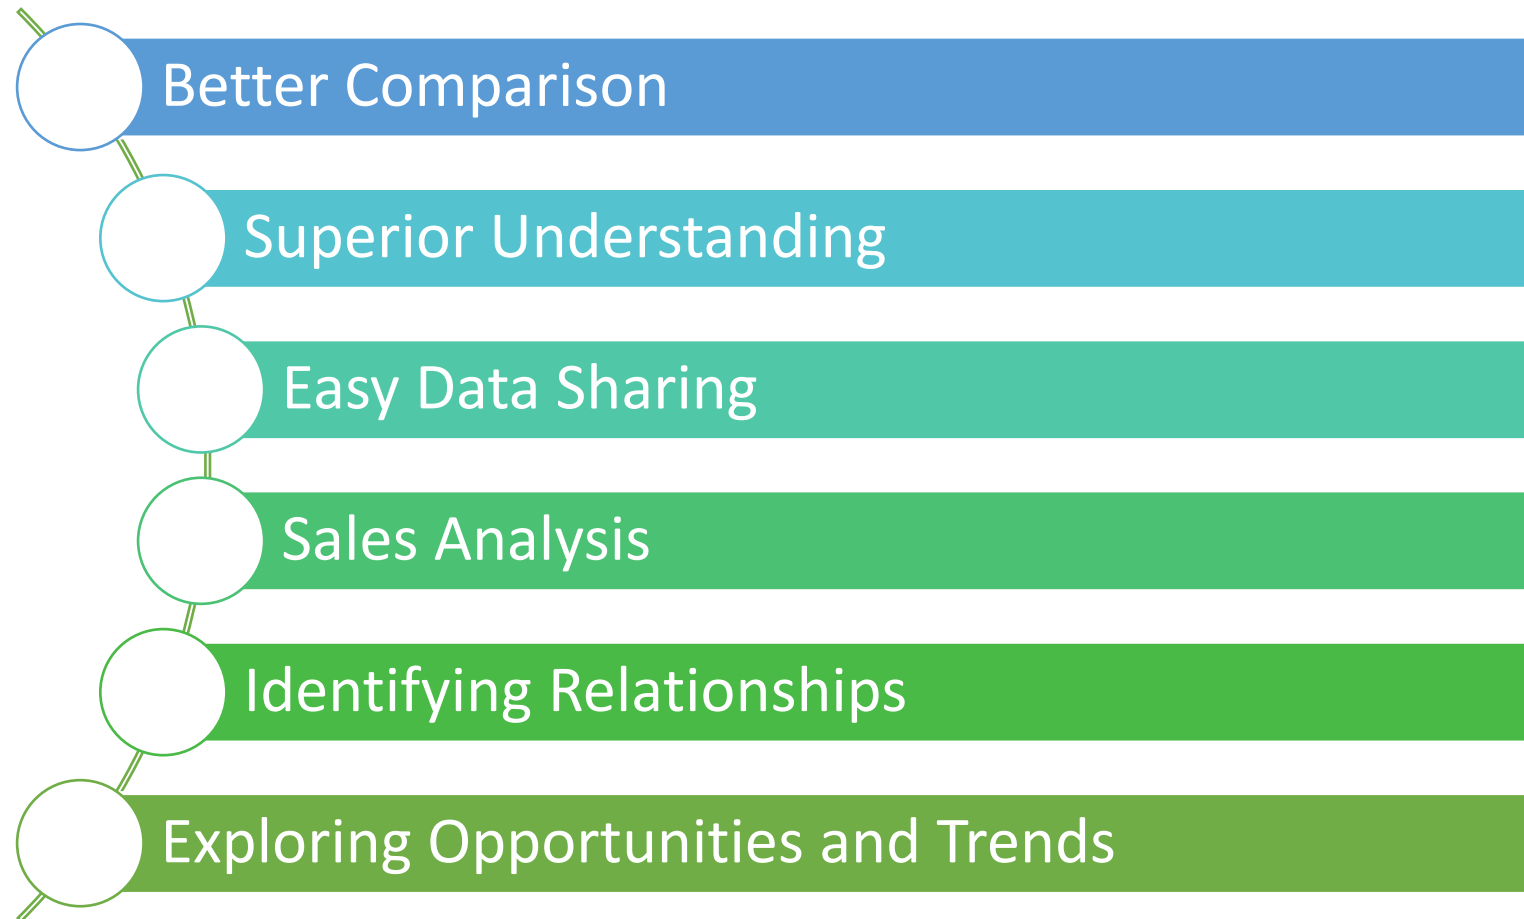 Better Comparison
Superior Understanding
Easy Data Sharing
Sales Analysis
Identifying Relationships
Exploring Opportunities and Trends